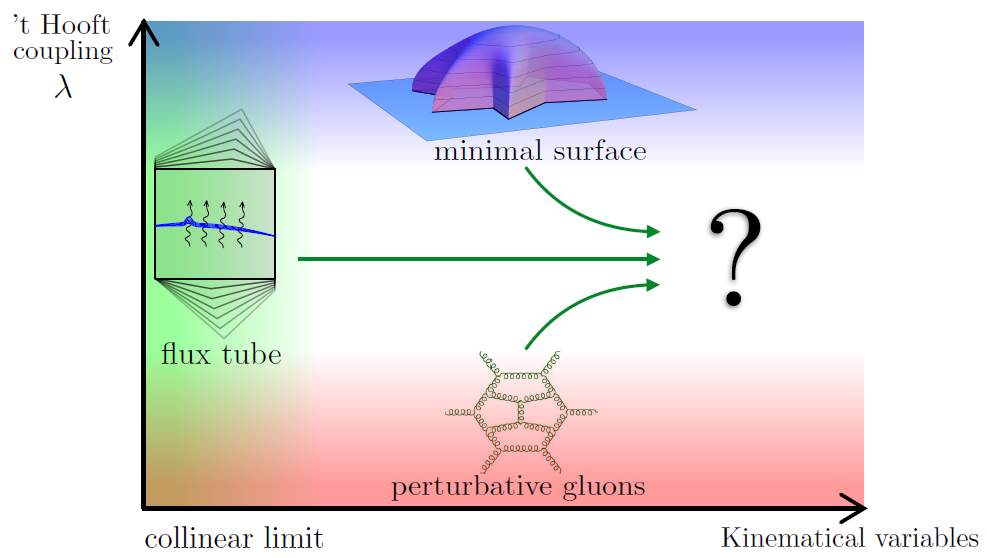 't Hooft
coupling
λ
minimal surface
?
flux tube
perturbative gluons
collinear limit
Kinematical variables